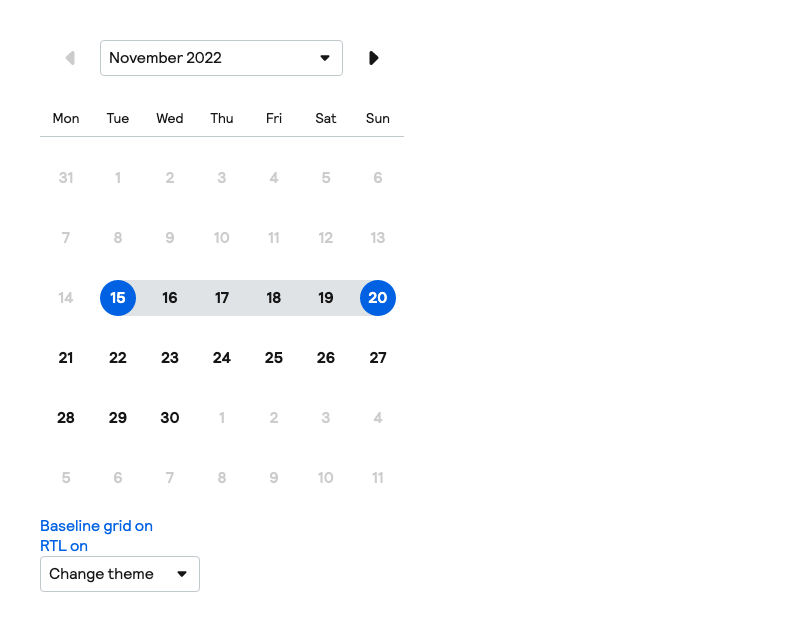 November 2022
Mon Tue Wed Thu Fri Sat Sun
31 1 2 3 4 5 6
7 8 9 10 11 12 13
14 15 16 17 18 19 20
21 22 23 24 25 26 27
28 29 30 1 2 3 4
5 6 7 8 9 10 11
Baseline grid on
RTL on
Change theme